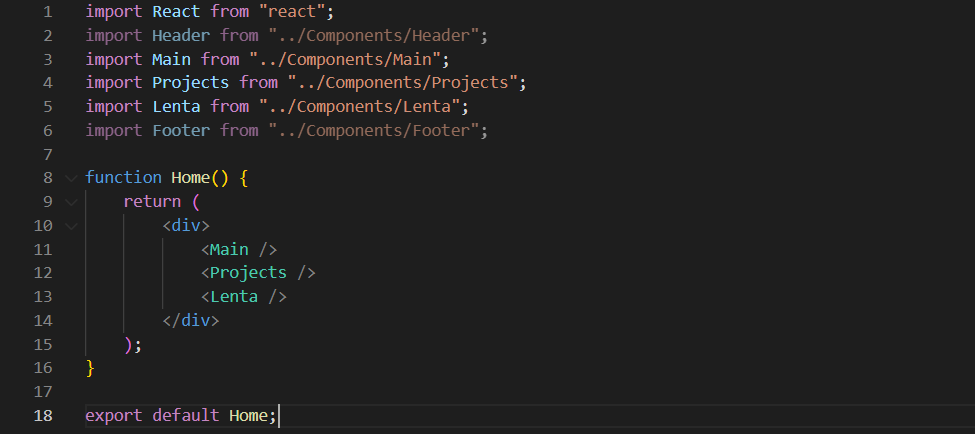 1 import React from "react";
2 import Header from "../Components/Header";
3 import Main from "../Components/Main";
4 import Projects from "../Components/Projects";
5 import Lenta from "../Components/Lenta";
6 import Footer from "../Components/Footer";
7
8 function Home() {
9     return (
10         <div>
11             <Main />
12             <Projects />
13             <Lenta />
14         </div>
15     );
16 }
17
18 export default Home;